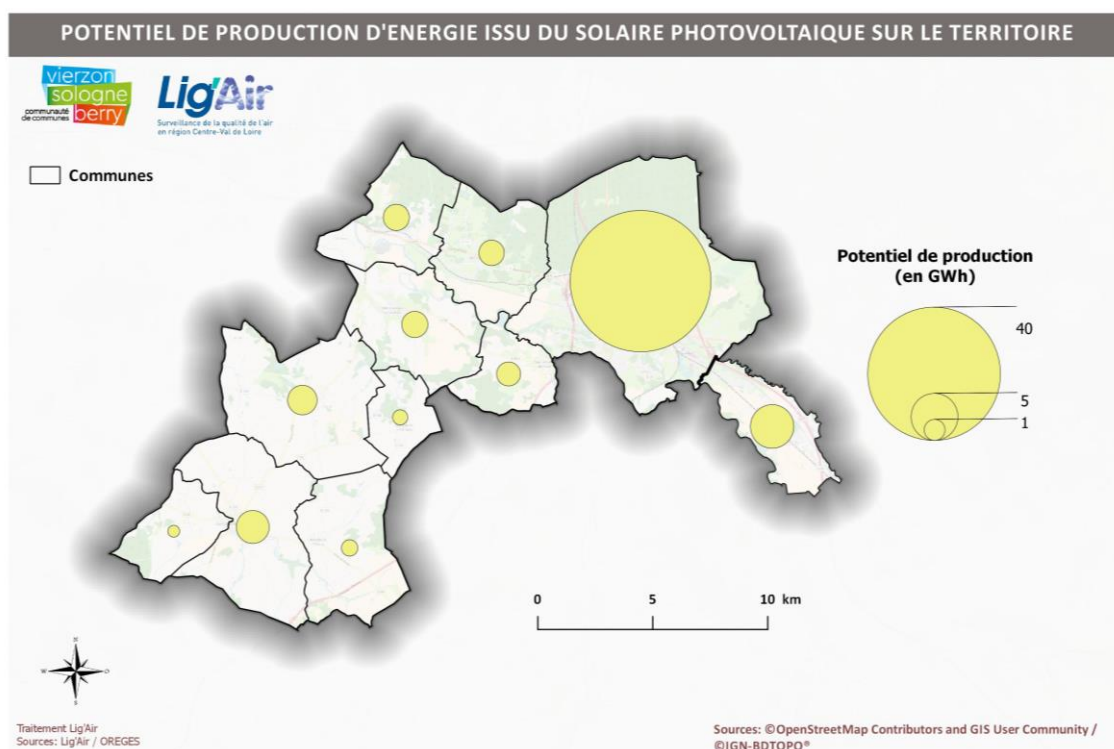 POTENTIEL DE PRODUCTION D'ENERGIE ISSU DU SOLAIRE PHOTOVOLTAIQUE SUR LE TERRITOIRE
vierzon
sologne
berry
communauté
de communes
Lig'Air
Surveillance de la qualité de l'air
en région Centre-Val de Loire
Communes
Potentiel de production
(en GWh)
40
5
1
0 5 10 km
N
O
S
Traitement Lig'Air
Sources: Lig'Air / OREGES
Sources: ©OpenStreetMap Contributors and GIS User Community /
©IGN-BDTOPO®